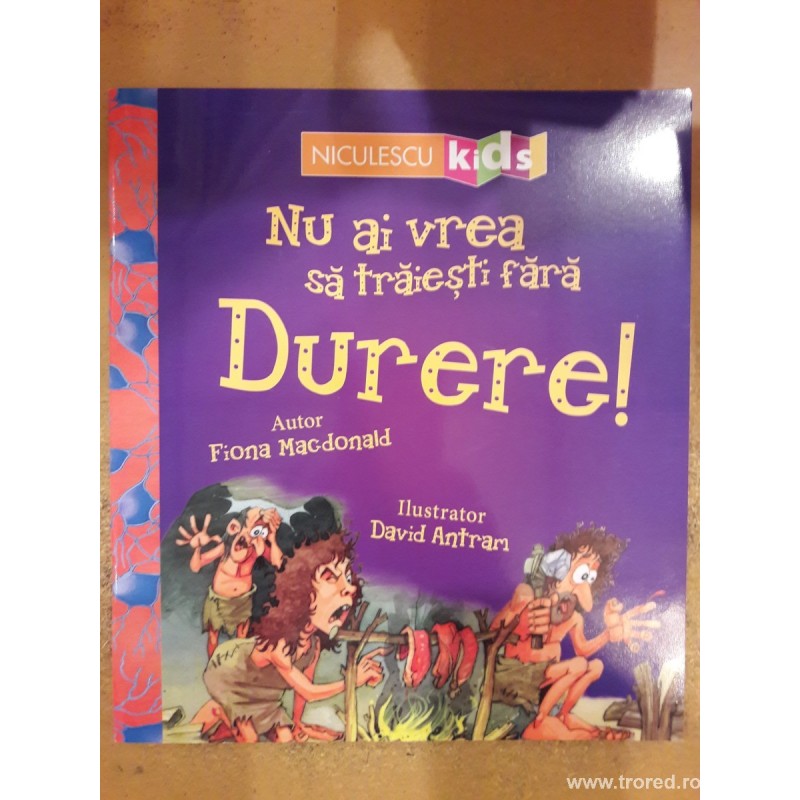 NICULESCU kids
Nu ai vrea
să trăiești fără
Durere!
Autor
Fiona Macdonald
Ilustrator
David Antram
www.trored.ro